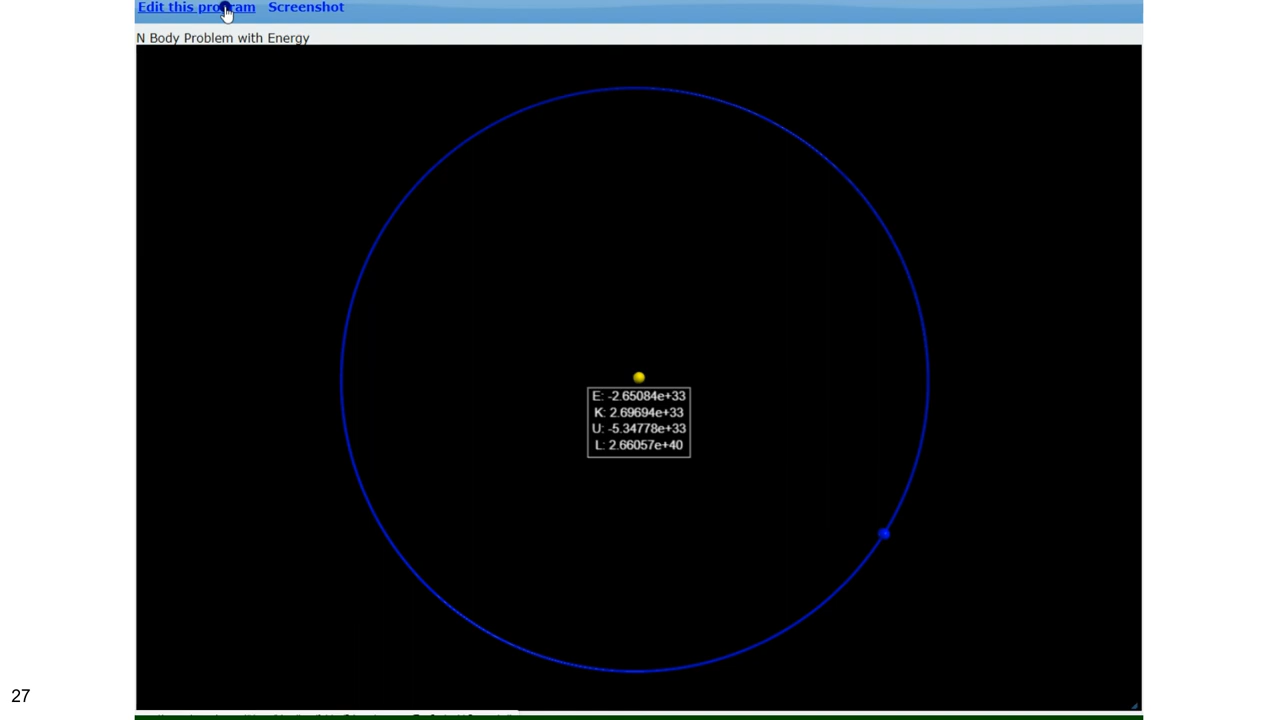 Edit this program Screenshot
N Body Problem with Energy
E: -2.65084e+33
K: 2.69694e+33
U: -5.34778e+33
L: 2.66057e+40
27